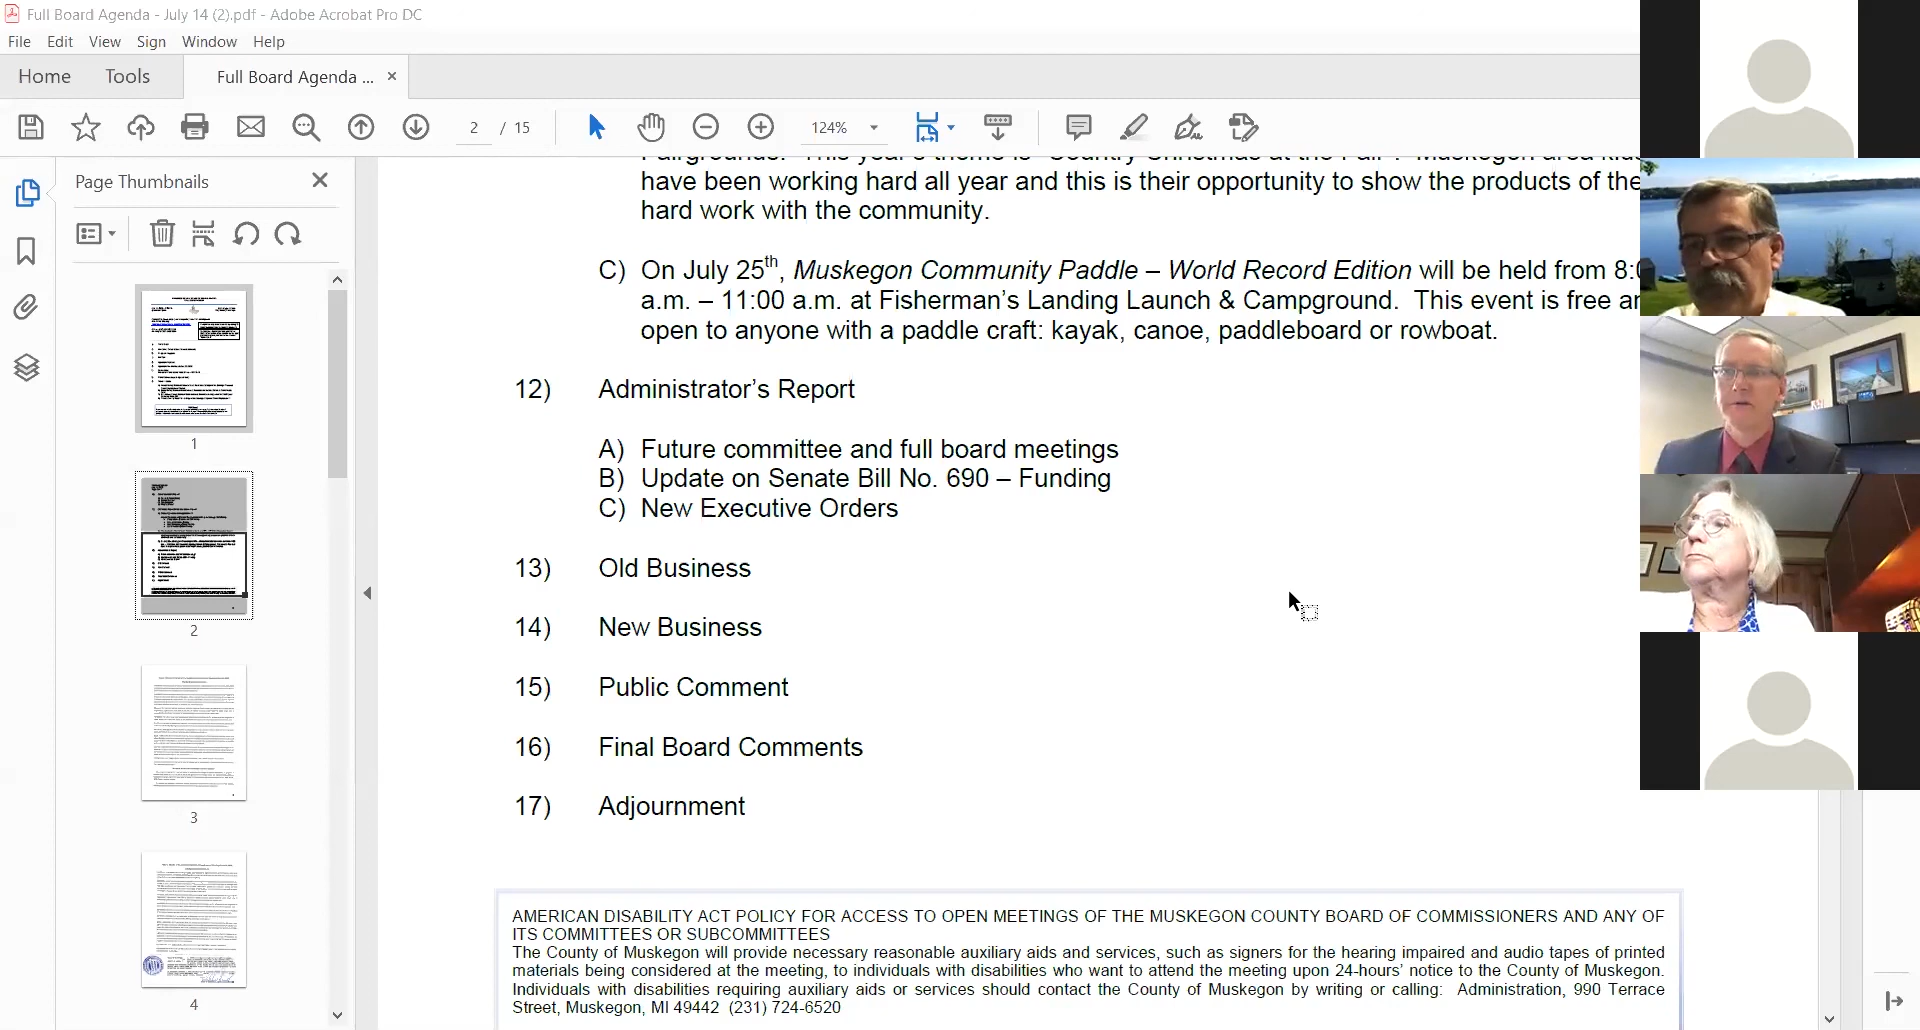 Full Board Agenda - July 14 (2).pdf - Adobe Acrobat Pro DC
File Edit View Sign Window Help
Home Tools Full Board Agenda ... ×
2 / 15 124%
Page Thumbnails
have been working hard all year and this is their opportunity to show the products of the
hard work with the community.
C) On July 25th, Muskegon Community Paddle – World Record Edition will be held from 8:0
a.m. – 11:00 a.m. at Fisherman's Landing Launch & Campground. This event is free an
open to anyone with a paddle craft: kayak, canoe, paddleboard or rowboat.
12) Administrator's Report
A) Future committee and full board meetings
B) Update on Senate Bill No. 690 – Funding
C) New Executive Orders
13) Old Business
14) New Business
15) Public Comment
16) Final Board Comments
17) Adjournment
AMERICAN DISABILITY ACT POLICY FOR ACCESS TO OPEN MEETINGS OF THE MUSKEGON COUNTY BOARD OF COMMISSIONERS AND ANY OF
ITS COMMITTEES OR SUBCOMMITTEES
The County of Muskegon will provide necessary reasonable auxiliary aids and services, such as signers for the hearing impaired and audio tapes of printed
materials being considered at the meeting, to individuals with disabilities who want to attend the meeting upon 24-hours' notice to the County of Muskegon.
Individuals with disabilities requiring auxiliary aids or services should contact the County of Muskegon by writing or calling: Administration, 990 Terrace
Street, Muskegon, MI 49442 (231) 724-6520
1
2
3
4